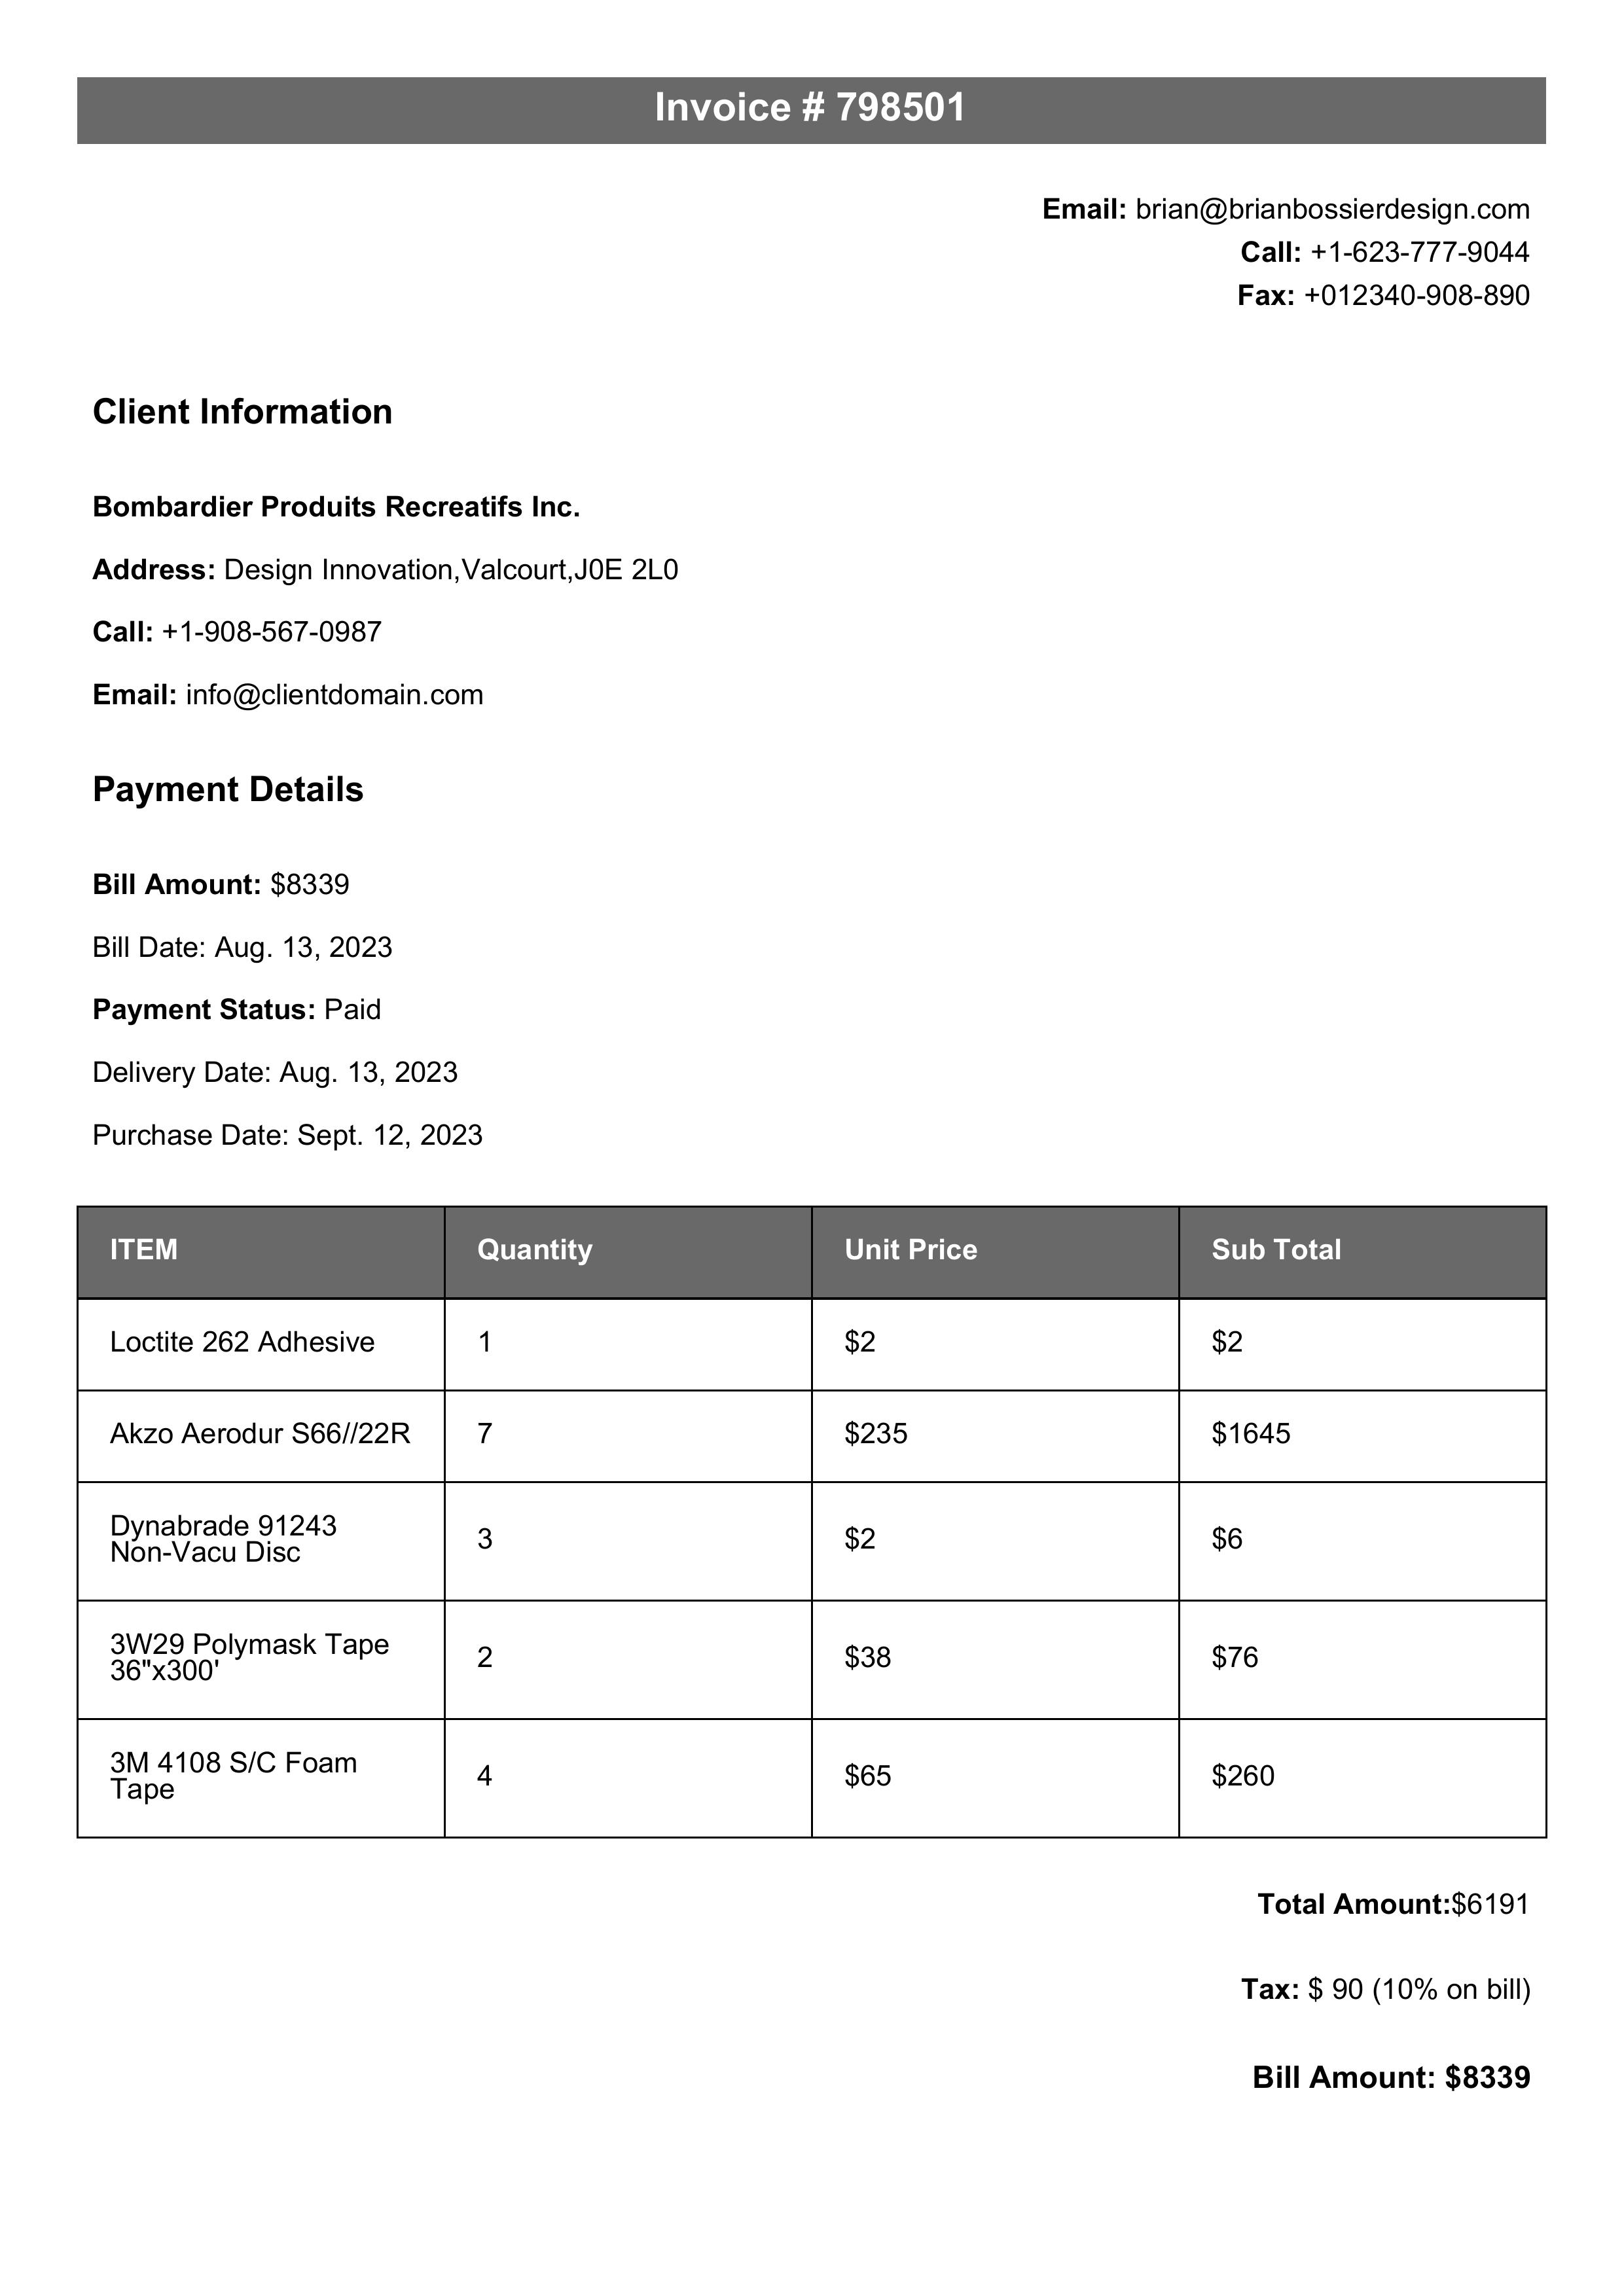 Invoice # 798501
Email: brian@brianbossierdesign.com
Call: +1-623-777-9044
Fax: +012340-908-890
Client Information
Bombardier Produits Recreatifs Inc.
Address: Design Innovation,Valcourt,J0E 2L0
Call: +1-908-567-0987
Email: info@clientdomain.com
Payment Details
Bill Amount: $8339
Bill Date: Aug. 13, 2023
Payment Status: Paid
Delivery Date: Aug. 13, 2023
Purchase Date: Sept. 12, 2023
ITEM Quantity Unit Price Sub Total
Loctite 262 Adhesive 1 $2 $2
Akzo Aerodur S66//22R 7 $235 $1645
Dynabrade 91243
Non-Vacu Disc 3 $2 $6
3W29 Polymask Tape
36"x300' 2 $38 $76
3M 4108 S/C Foam
Tape 4 $65 $260
Total Amount:$6191
Tax: $ 90 (10% on bill)
Bill Amount: $8339